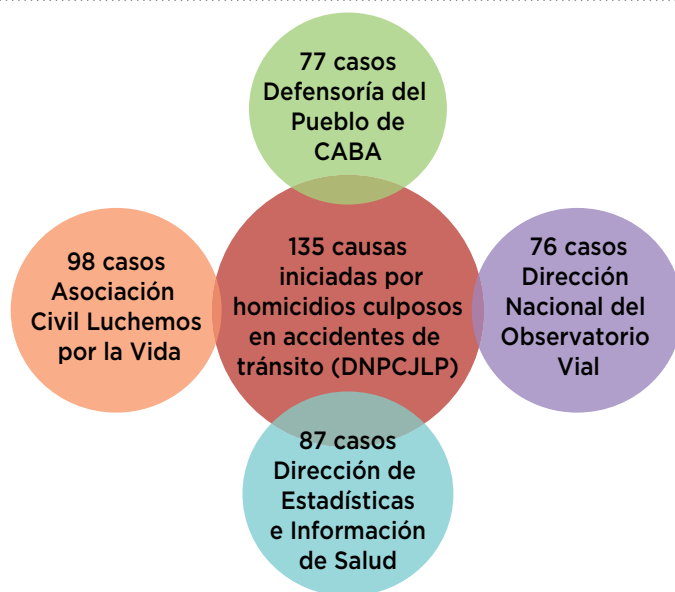 77 casos
Defensoría del
Pueblo de
CABA
98 casos
Asociación
Civil Luchemos
por la Vida
135 causas
iniciadas por
homicidios culposos
en accidentes de
tránsito (DNPCJLP)
76 casos
Dirección
Nacional del
Observatorio
Vial
87 casos
Dirección de
Estadísticas
e Información
de Salud